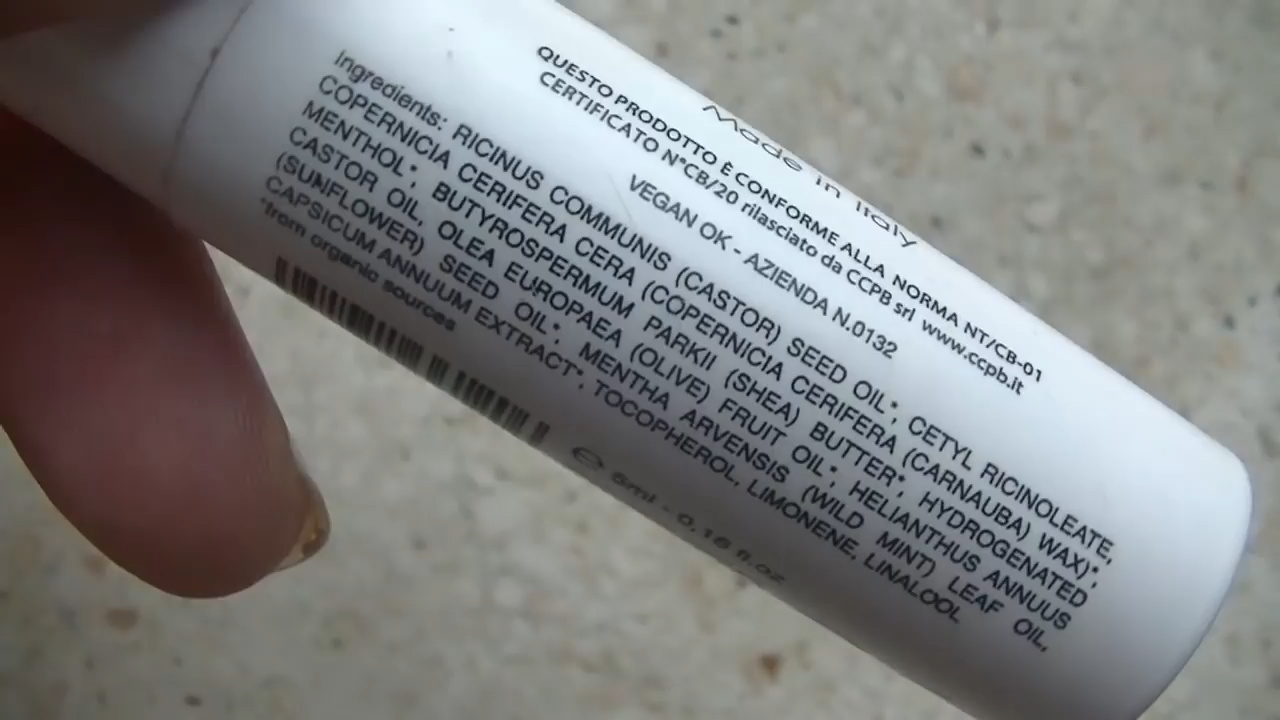 Made in Italy
QUESTO PRODOTTO È CONFORME ALLA NORMA NT/CB-01
CERTIFICATO N°CB/20 rilasciato da CCPB srl www.ccpb.it
VEGAN OK - AZIENDA N.0132
Ingredients: RICINUS COMMUNIS (CASTOR) SEED OIL*, CETYL RICINOLEATE,
COPERNICIA CERIFERA CERA (COPERNICIA CERIFERA (CARNAUBA) WAX)*,
MENTHOL*, BUTYROSPERMUM PARKII (SHEA) BUTTER*, HYDROGENATED
CASTOR OIL, OLEA EUROPAEA (OLIVE) FRUIT OIL*, HELIANTHUS ANNUUS
(SUNFLOWER) SEED OIL*, MENTHA ARVENSIS (WILD MINT) LEAF OIL,
CAPSICUM ANNUUM EXTRACT*, TOCOPHEROL, LIMONENE, LINALOOL
*from organic sources
℮ 5ml - 0,16 fl.oz